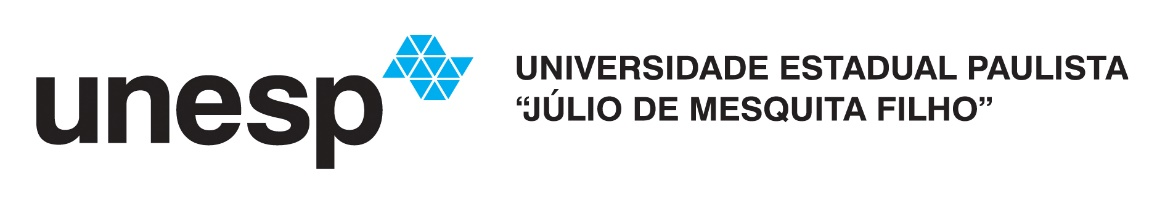 unesp
UNIVERSIDADE ESTADUAL PAULISTA
“JÚLIO DE MESQUITA FILHO”